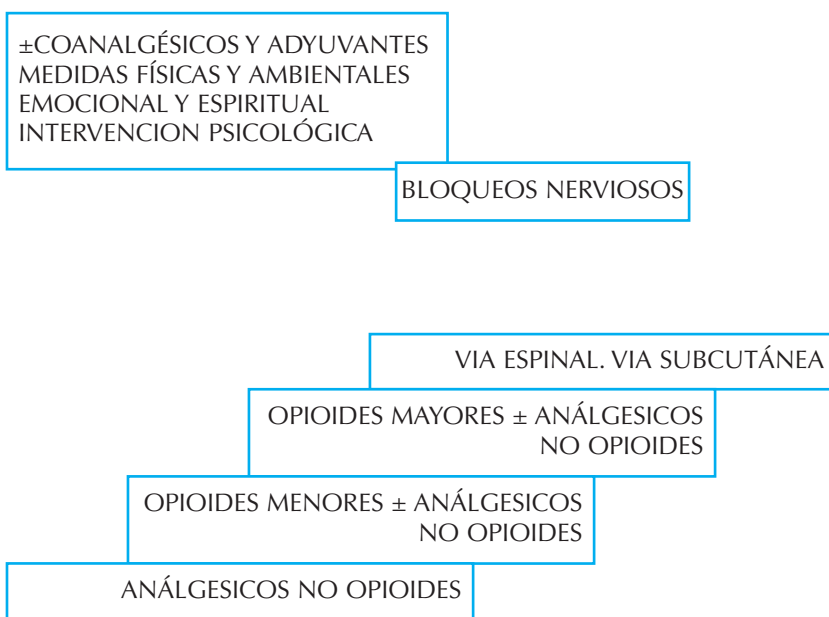 ±COANALGÉSICOS Y ADYUVANTES
MEDIDAS FÍSICAS Y AMBIENTALES
EMOCIONAL Y ESPIRITUAL
INTERVENCION PSICOLÓGICA
BLOQUEOS NERVIOSOS
VIA ESPINAL. VIA SUBCUTÁNEA
OPIOIDES MAYORES ± ANÁLGESICOS
NO OPIOIDES
OPIOIDES MENORES ± ANÁLGESICOS
NO OPIOIDES
ANÁLGESICOS NO OPIOIDES